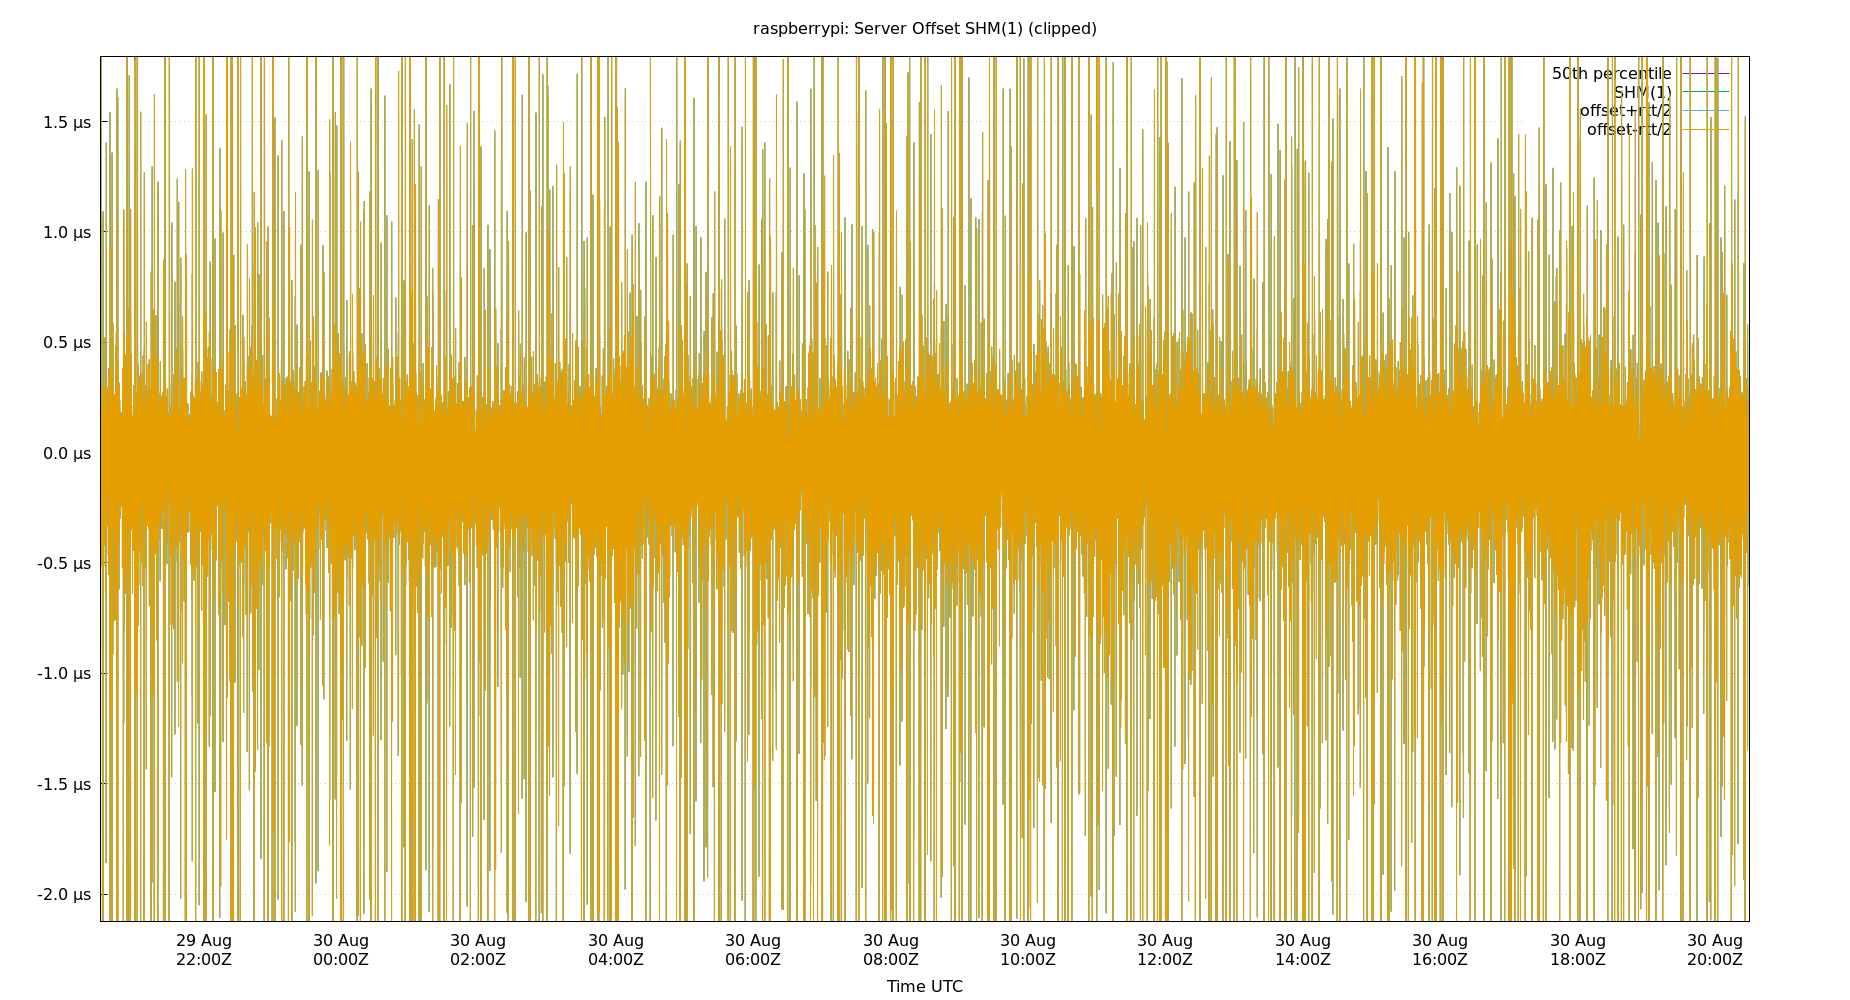 raspberrypi: Server Offset SHM(1) (clipped)
50th percentile
SHM(1)
offset+rtt/2
offset-rtt/2
1.5 µs
1.0 µs
0.5 µs
0.0 µs
-0.5 µs
-1.0 µs
-1.5 µs
-2.0 µs
29 Aug 30 Aug 30 Aug 30 Aug 30 Aug 30 Aug 30 Aug 30 Aug 30 Aug 30 Aug 30 Aug 30 Aug
22:00Z 00:00Z 02:00Z 04:00Z 06:00Z 08:00Z 10:00Z 12:00Z 14:00Z 16:00Z 18:00Z 20:00Z
Time UTC